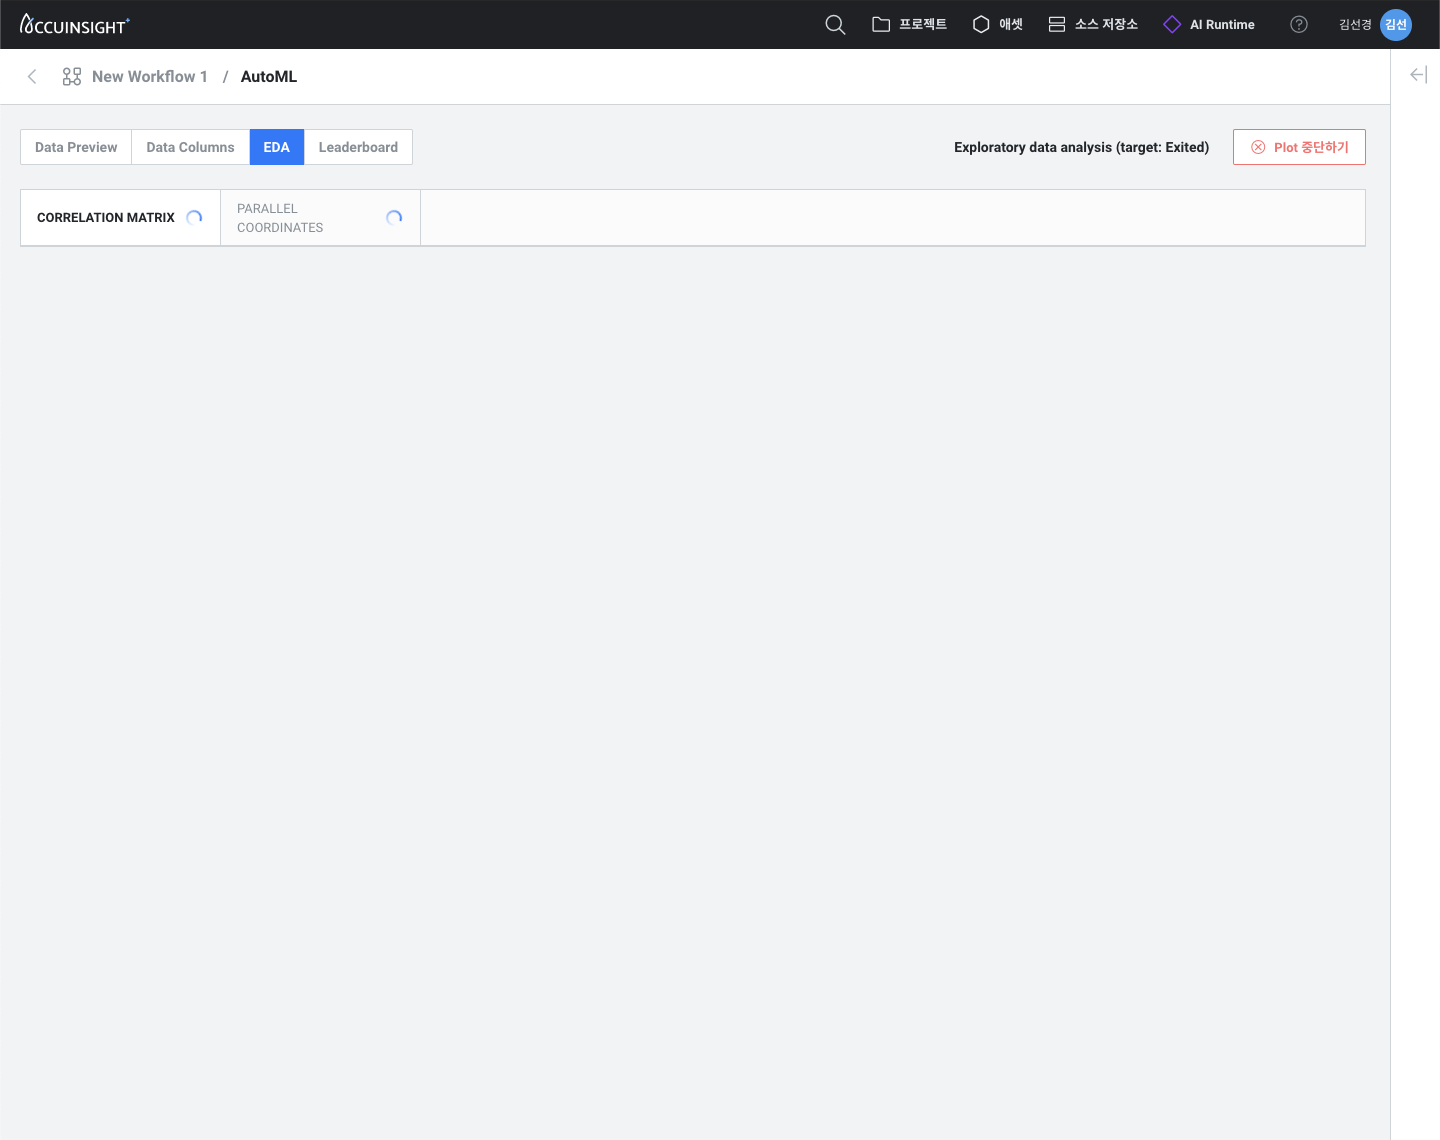 ACCUINSIGHT+
프로젝트
애셋
소스 저장소
AI Runtime
?
김선경
김선
New Workflow 1 / AutoML
Data Preview
Data Columns
EDA
Leaderboard
Exploratory data analysis (target: Exited)
Plot 중단하기
CORRELATION MATRIX
PARALLEL
COORDINATES